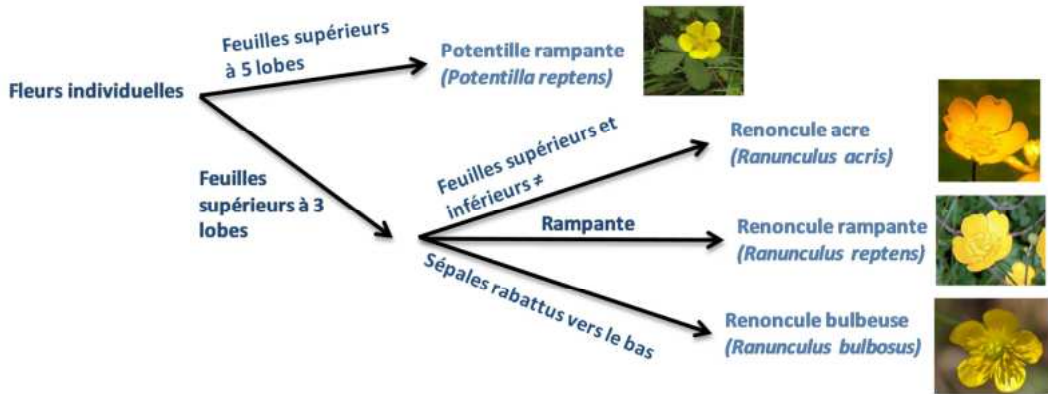 Feuilles supérieurs
à 5 lobes
Potentille rampante
(Potentilla reptens)
Fleurs individuelles
Feuilles
supérieurs à 3
lobes
Feuilles supérieurs et
inférieurs ≠
Renoncule acre
(Ranunculus acris)
Rampante
Renoncule rampante
(Ranunculus reptens)
Sépales rabattus vers le bas
Renoncule bulbeuse
(Ranunculus bulbosus)